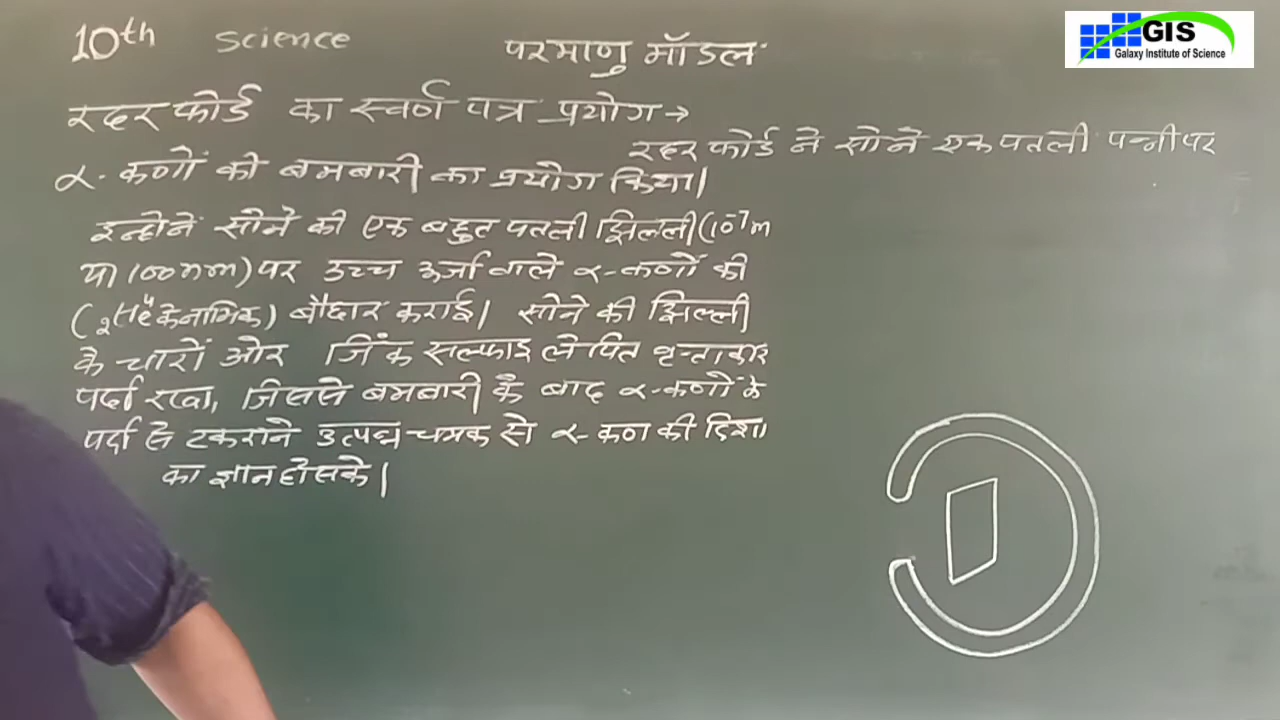 10th Science
परमाणु मॉडल
GIS
Galaxy Institute of Science
रदरफोर्ड का स्वर्ण पत्र प्रयोग →
रदरफोर्ड ने सोने एक पतली पन्नी पर
α- कणों की बमबारी का प्रयोग किया।
इन्होने सोने की एक बहुत पतली झिल्ली (10⁻⁷m
या 100nm) पर उच्च ऊर्जा वाले α-कणों की
(₂He⁴ के नाभिक) बौछार कराई। सोने की झिल्ली
के चारों ओर जिंक सल्फाइ लेपित वृत्ताकार
पर्दा रखा, जिससे बमबारी के बाद α-कणों के
पर्दा से टकराने उत्पन्न चमक से α- कण की दिशा
का ज्ञान हो सके।